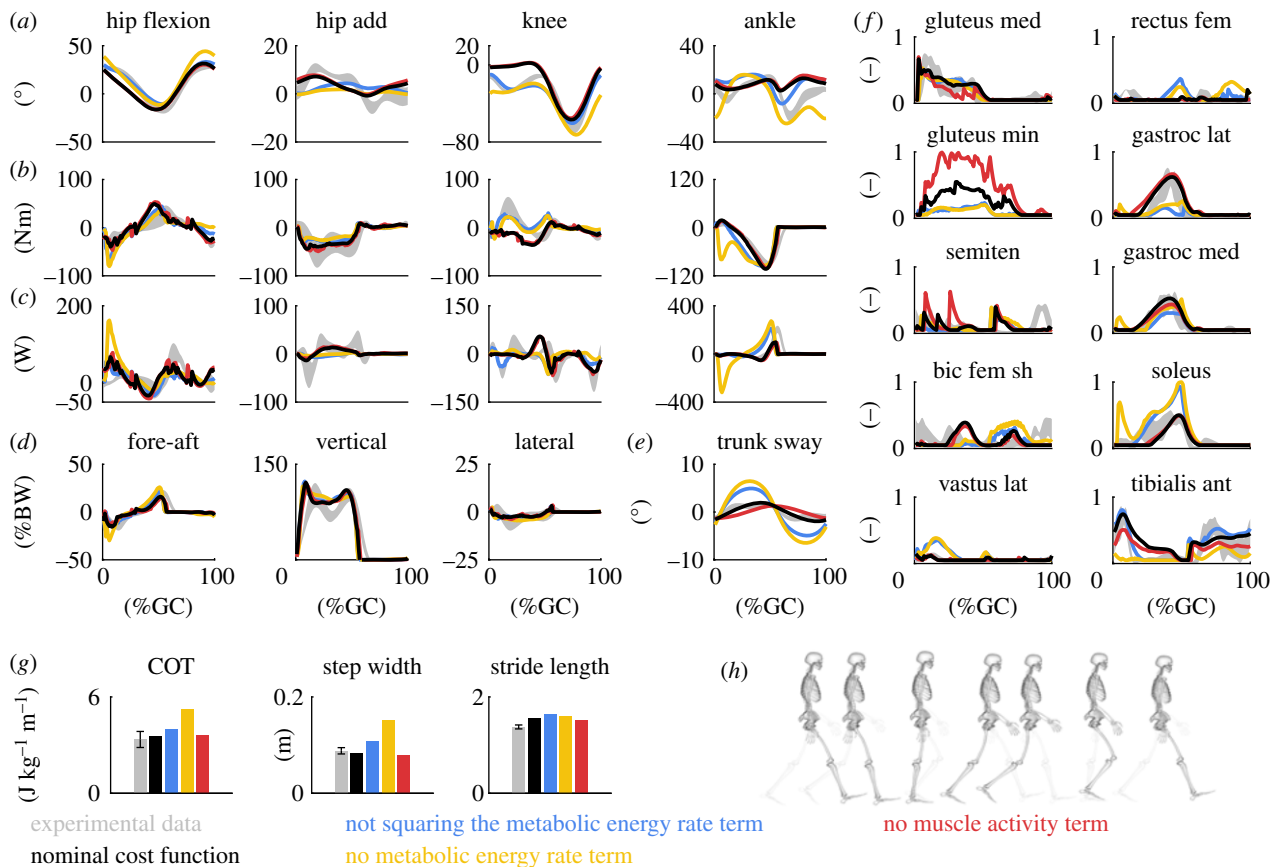 (a) hip flexion hip add knee ankle (f) gluteus med rectus fem
50 20 20 40 1 1
0 0 0 0
(°) (–)
–50 –20 –80 –40 0 0
gluteus min gastroc lat
(b) 100 100 100 120 1 1
(Nm) 0 0 0 0 (–)
–100 –100 –100 –120 0 0
semiten gastroc med
(c) 200 100 150 400 1 1
(W) 0 0 0 0 (–)
–50 –100 –150 –400 0 0
bic fem sh soleus
(d) fore-aft vertical lateral (e) trunk sway 1 1
50 150 25 10 (–)
(%BW) 0 0 (°) 0 0 0
vastus lat tibialis ant
1 1
(–)
–50 0 –25 –10
0 100 0 100 0 100 0 100 0 100 0 100
(%GC) (%GC) (%GC) (%GC) (%GC) (%GC)
(g) COT step width stride length (h)
6 0.2 2
(J kg⁻¹ m⁻¹) (m)
0 0 0
experimental data not squaring the metabolic energy rate term no muscle activity term
nominal cost function no metabolic energy rate term